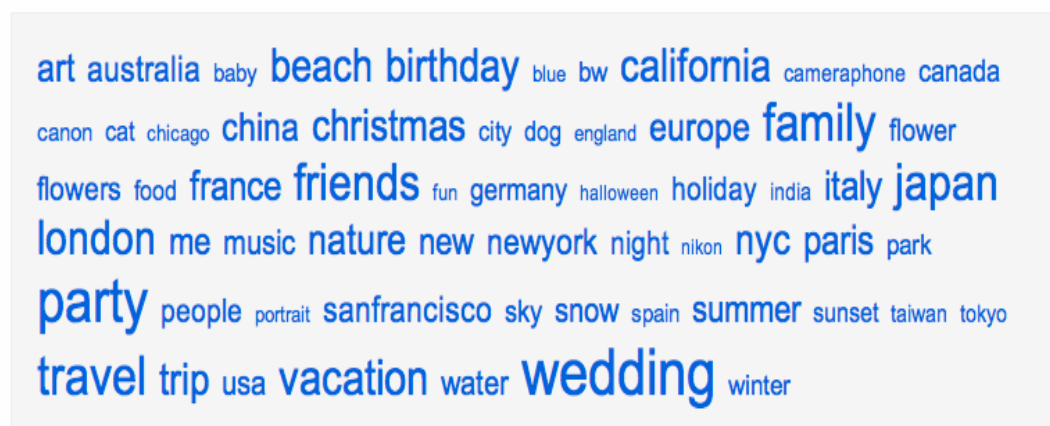 art australia baby beach birthday blue bw california cameraphone canada
canon cat chicago china christmas city dog england europe family flower
flowers food france friends fun germany halloween holiday india italy japan
london me music nature new newyork night nikon nyc paris park
party people portrait sanfrancisco sky snow spain summer sunset taiwan tokyo
travel trip usa vacation water wedding winter